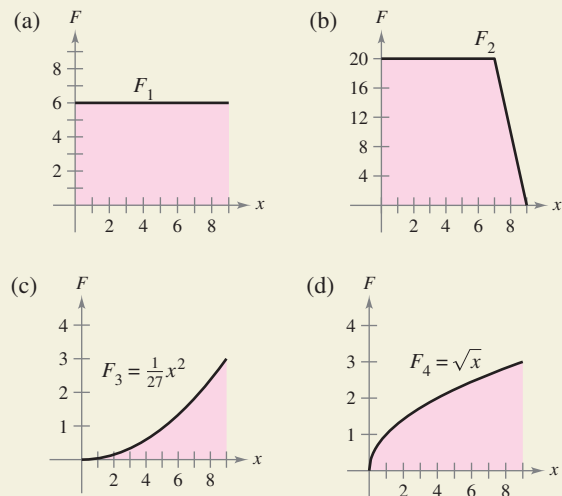 (a) F
8
6
4
2
F₁
2 4 6 8 x
(b) F
20
16
12
8
4
F₂
2 4 6 8 x
(c) F
4
3
2
1
F₃ = 1/27 x²
2 4 6 8 x
(d) F
4
3
2
1
F₄ = √x
2 4 6 8 x